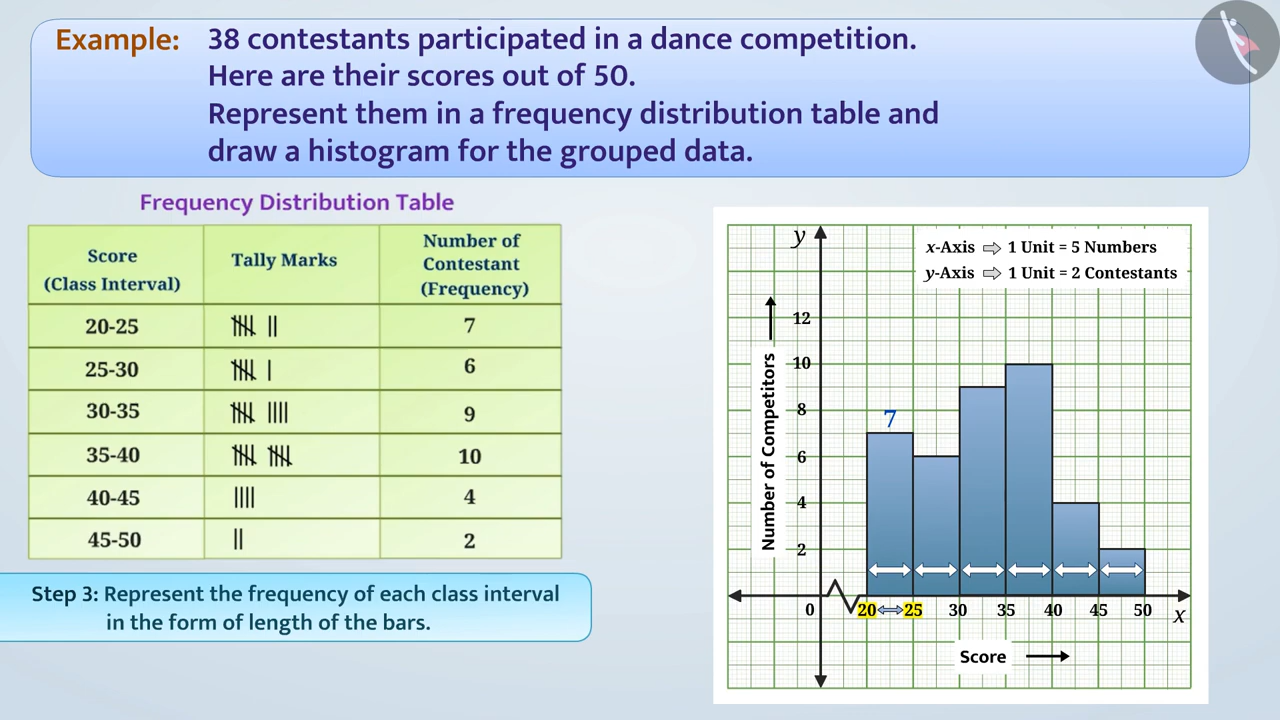 Example: 38 contestants participated in a dance competition.
Here are their scores out of 50.
Represent them in a frequency distribution table and
draw a histogram for the grouped data.
Frequency Distribution Table
Score
(Class Interval)
Tally Marks
Number of
Contestant
(Frequency)
20-25 7
25-30 6
30-35 9
35-40 10
40-45 4
45-50 2
Step 3: Represent the frequency of each class interval
in the form of length of the bars.
y
x-Axis ⇨ 1 Unit = 5 Numbers
y-Axis ⇨ 1 Unit = 2 Contestants
Number of Competitors
12
10
8
6
4
2
7
0 20 25 30 35 40 45 50 x
Score